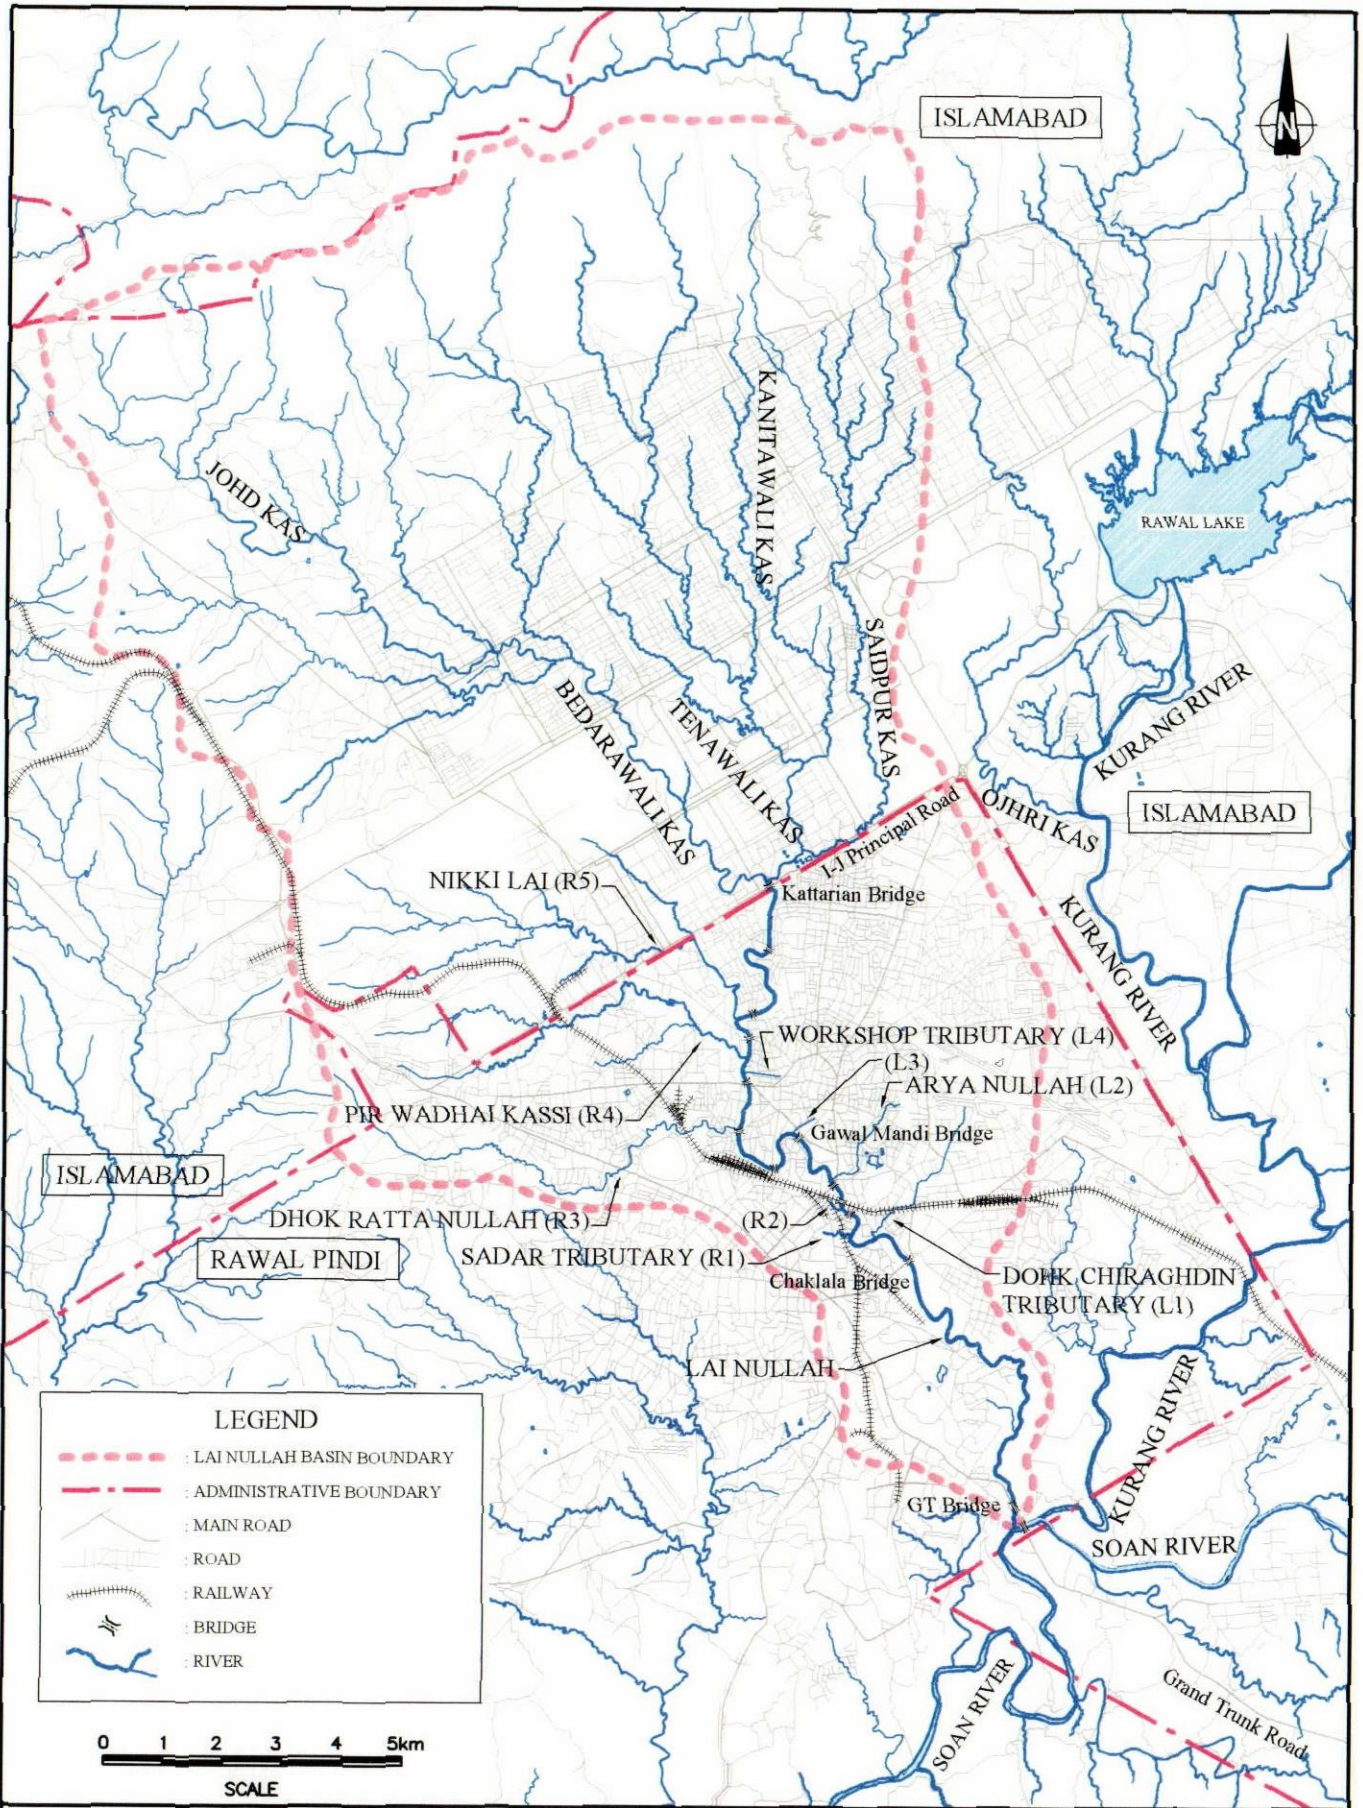 ISLAMABAD
N
KANITAWALI KAS
JOHD KAS
RAWAL LAKE
SAIDPUR KAS
BEDARAWALI KAS
TENAWALI KAS
KURANG RIVER
ISLAMABAD
OJHRI KAS
I-J Principal Road
NIKKI LAI (R5)
Kattarian Bridge
KURANG RIVER
WORKSHOP TRIBUTARY (L4)
(L3)
ARYA NULLAH (L2)
PIR WADHAI KASSI (R4)
Gawal Mandi Bridge
ISLAMABAD
DHOK RATTA NULLAH (R3)
(R2)
RAWAL PINDI
SADAR TRIBUTARY (R1)
Chaklala Bridge
DOHK CHIRAGHDIN
TRIBUTARY (L1)
LAI NULLAH
KURANG RIVER
GT Bridge
SOAN RIVER
SOAN RIVER
Grand Trunk Road
LEGEND
: LAI NULLAH BASIN BOUNDARY
: ADMINISTRATIVE BOUNDARY
: MAIN ROAD
: ROAD
: RAILWAY
: BRIDGE
: RIVER
0 1 2 3 4 5km
SCALE